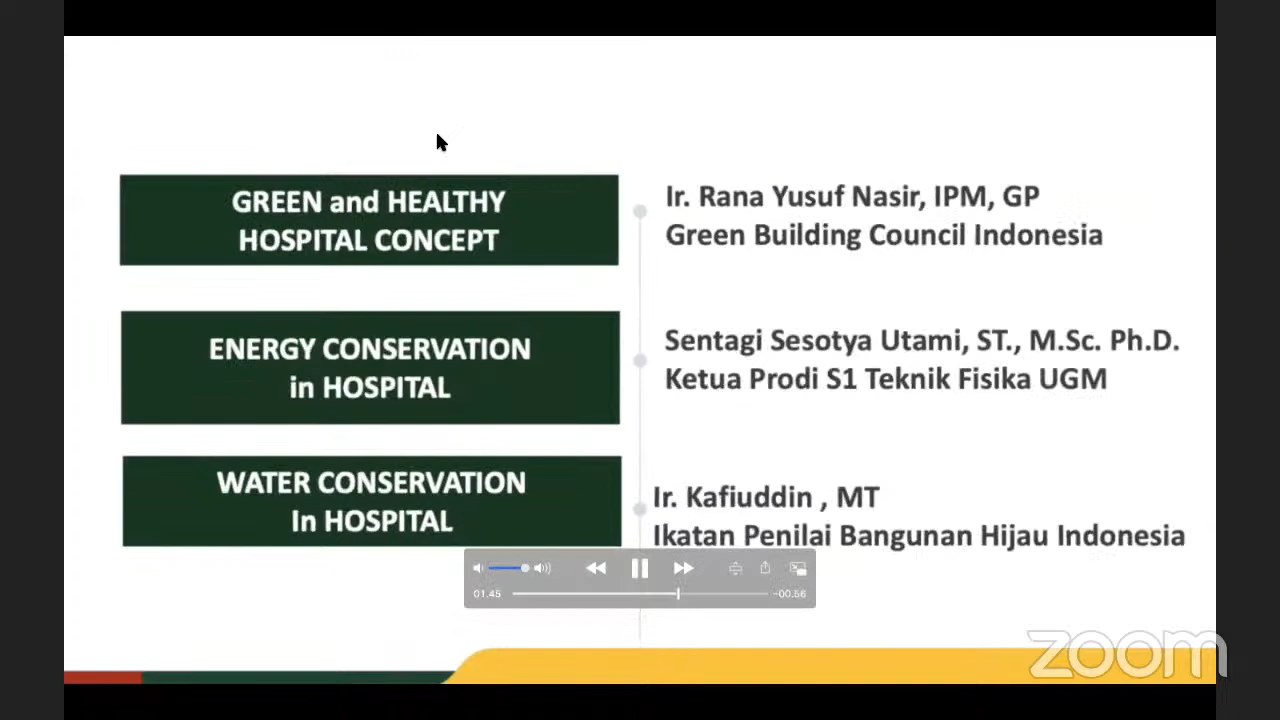 GREEN and HEALTHY
HOSPITAL CONCEPT
Ir. Rana Yusuf Nasir, IPM, GP
Green Building Council Indonesia
ENERGY CONSERVATION
in HOSPITAL
Sentagi Sesotya Utami, ST., M.Sc. Ph.D.
Ketua Prodi S1 Teknik Fisika UGM
WATER CONSERVATION
In HOSPITAL
Ir. Kafiuddin , MT
Ikatan Penilai Bangunan Hijau Indonesia
01.45
-00.56
zoom